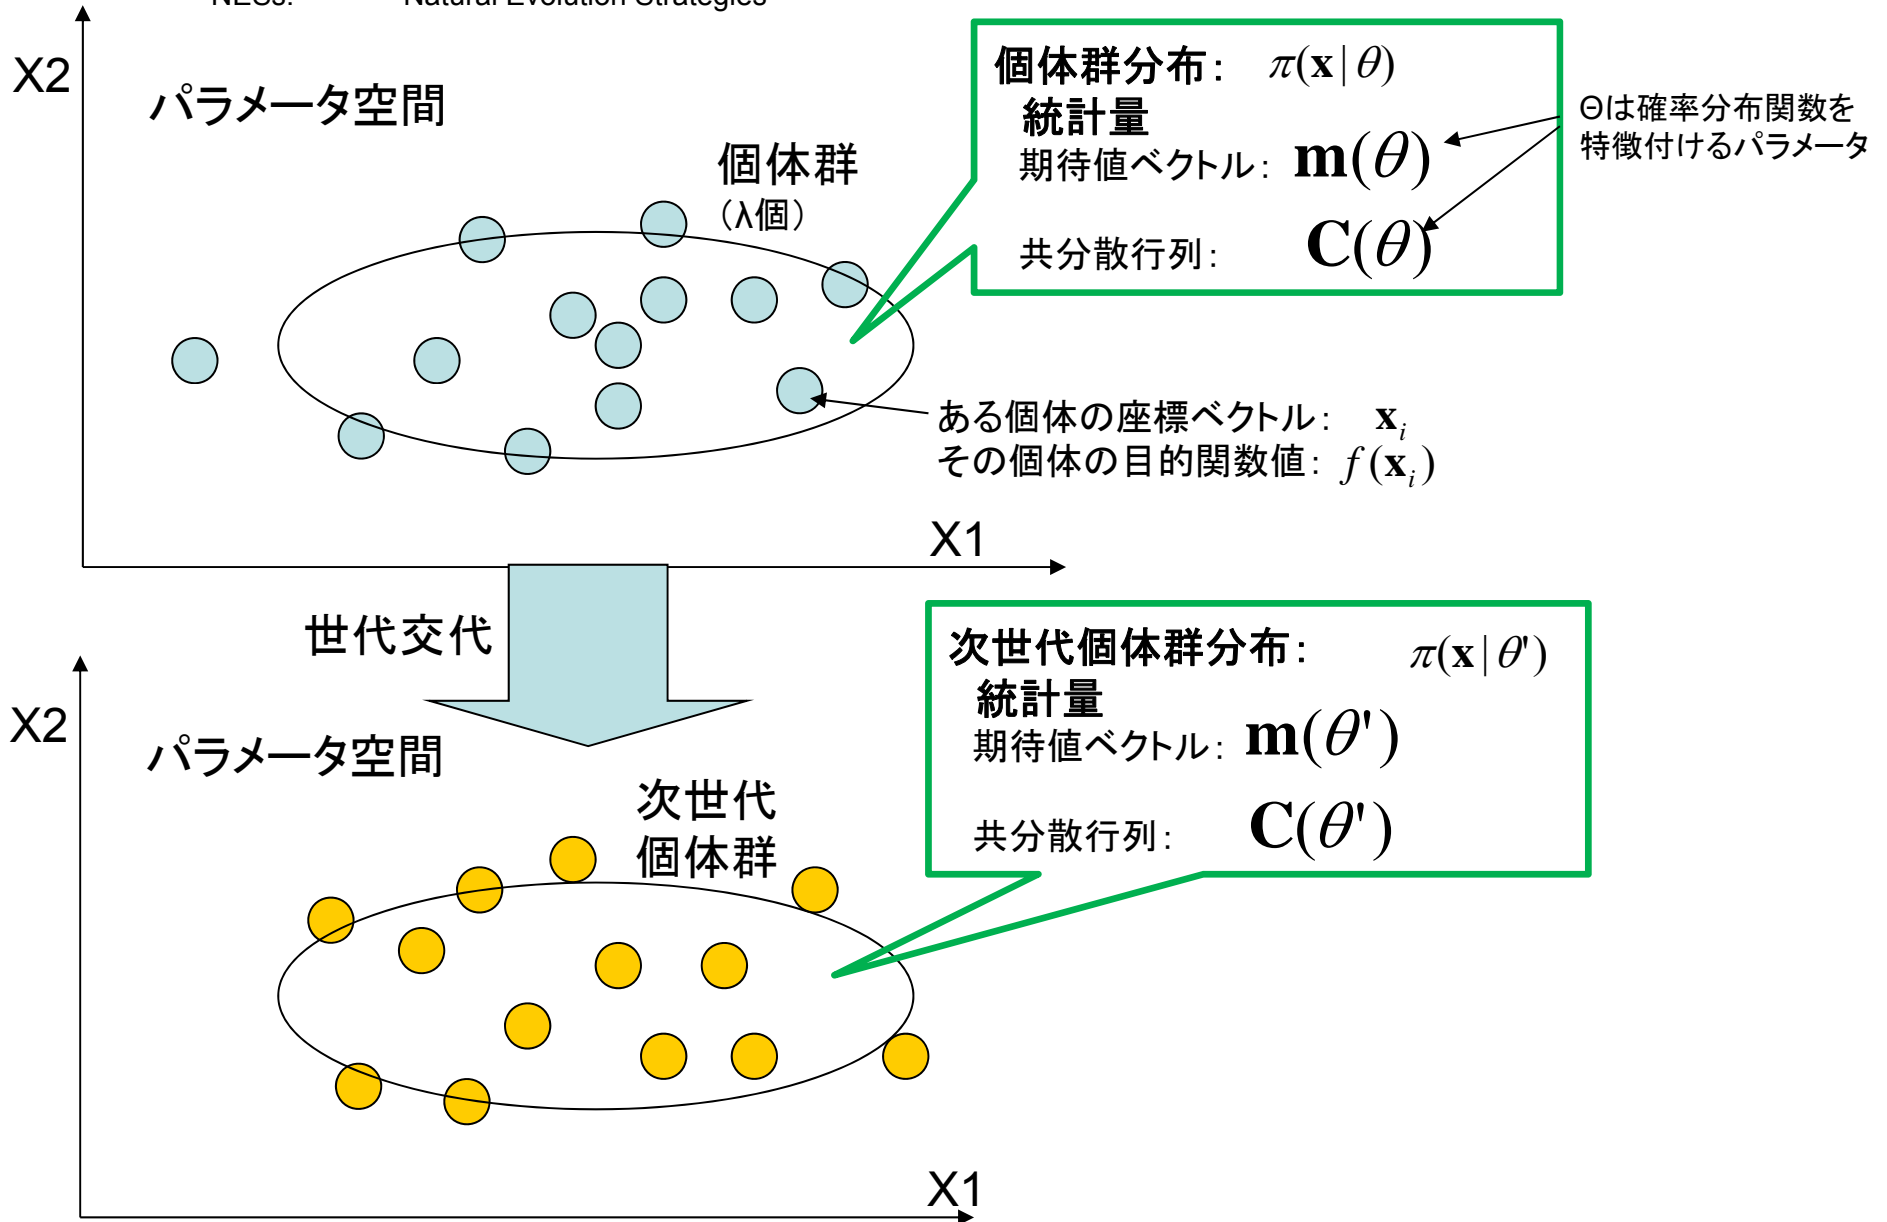 NESs: Natural Evolution Strategies
X2
パラメータ空間
個体群
（λ個）
個体群分布： π(x|θ)
統計量
期待値ベクトル： m(θ)
共分散行列： C(θ)
Θは確率分布関数を
特徴付けるパラメータ
ある個体の座標ベクトル： x_i
その個体の目的関数値： f(x_i)
X1
世代交代
X2
パラメータ空間
次世代
個体群
次世代個体群分布： π(x|θ')
統計量
期待値ベクトル： m(θ')
共分散行列： C(θ')
X1